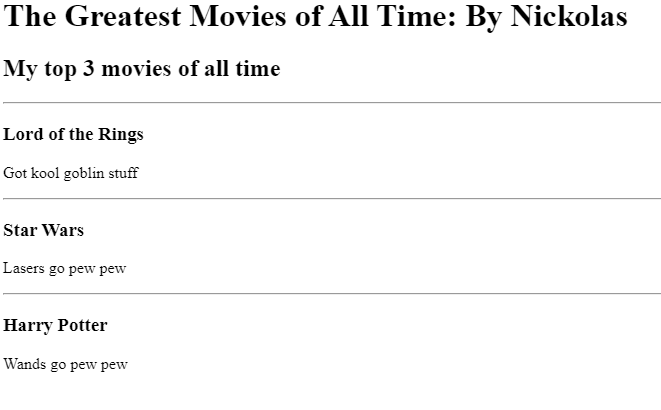 The Greatest Movies of All Time: By Nickolas
My top 3 movies of all time
Lord of the Rings
Got kool goblin stuff
Star Wars
Lasers go pew pew
Harry Potter
Wands go pew pew